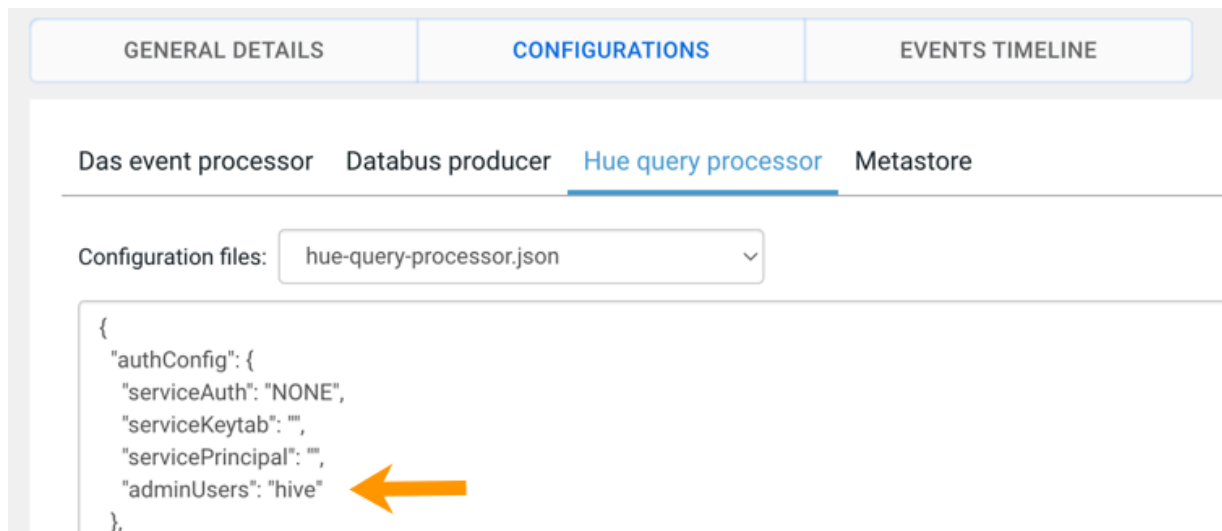 GENERAL DETAILS CONFIGURATIONS EVENTS TIMELINE
Das event processor Databus producer Hue query processor Metastore
Configuration files: hue-query-processor.json
{
"authConfig": {
"serviceAuth": "NONE",
"serviceKeytab": "",
"servicePrincipal": "",
"adminUsers": "hive"
},